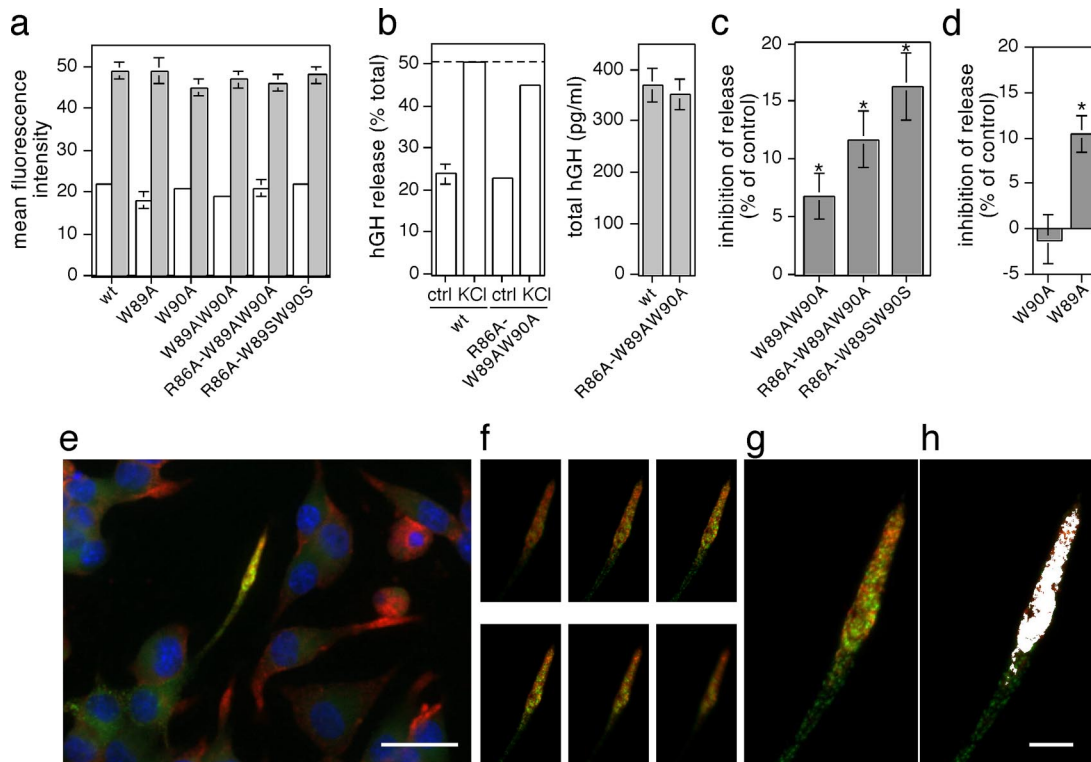 a
mean fluorescence
intensity
50
40
30
20
10
0
wt
W89A
W90A
W89AW90A
R86A-W89AW90A
R86A-W89SW90S
b
hGH release (% total)
50
40
30
20
10
0
ctrl KCl ctrl KCl
wt
R86A-
W89AW90A
total hGH (pg/ml)
400
300
200
100
0
wt
R86A-W89AW90A
c
inhibition of release
(% of control)
20
15
10
5
0
* * *
W89AW90A
R86A-W89AW90A
R86A-W89SW90S
d
inhibition of release
(% of control)
20
15
10
5
0
-5
*
W90A
W89A
e
f
g
h